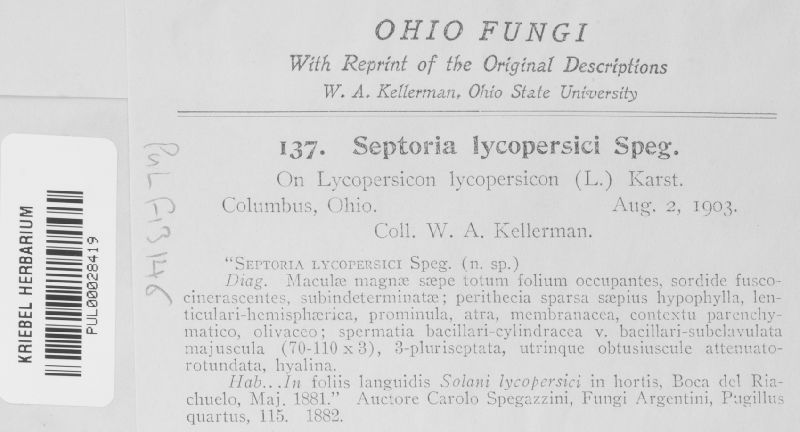 OHIO FUNGI
With Reprint of the Original Descriptions
W. A. Kellerman, Ohio State University
137. Septoria lycopersici Speg.
On Lycopersicon lycopersicon (L.) Karst.
Columbus, Ohio. Aug. 2, 1903.
Coll. W. A. Kellerman.
"SEPTORIA LYCOPERSICI Speg. (n. sp.)
Diag. Maculæ magnæ sæpe totum folium occupantes, sordide fusco-
cinerascentes, subindeterminatæ; perithecia sparsa sæpius hypophylla, len-
ticulari-hemisphærica, prominula, atra, membranacea, contextu parenchy-
matico, olivaceo; spermatia bacillari-cylindracea v. bacillari-subclavulata
majuscula (70-110 x 3), 3-pluriseptata, utrinque obtusiuscule attenuato-
rotundata, hyalina.
Hab...In foliis languidis Solani lycopersici in hortis, Boca del Ria-
chuelo, Maj. 1881." Auctore Carolo Spegazzini, Fungi Argentini, Pugillus
quartus, 115. 1882.
PUL F13146
KRIEBEL HERBARIUM
PUL00028419